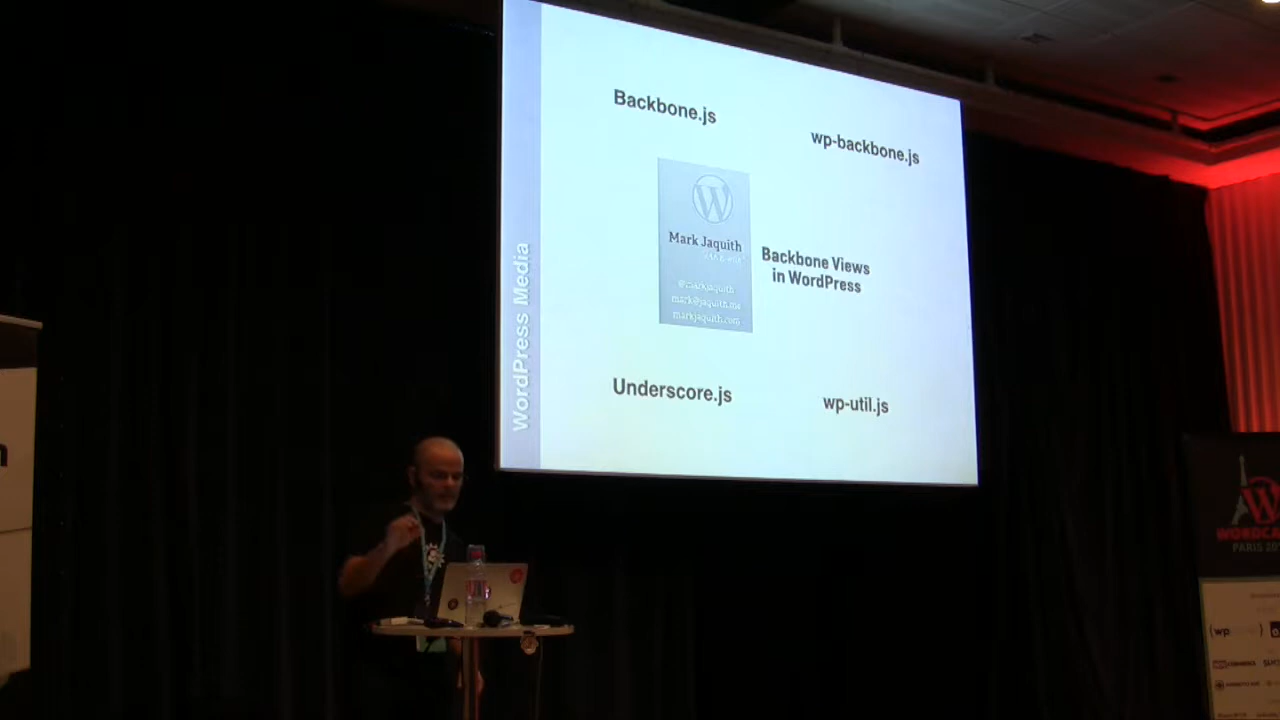 Backbone.js
wp-backbone.js
Mark Jaquith
@markjaquith
mark@jaquith.me
markjaquith.com
Backbone Views
in WordPress
Underscore.js
wp-util.js
WordPress Media
PARIS